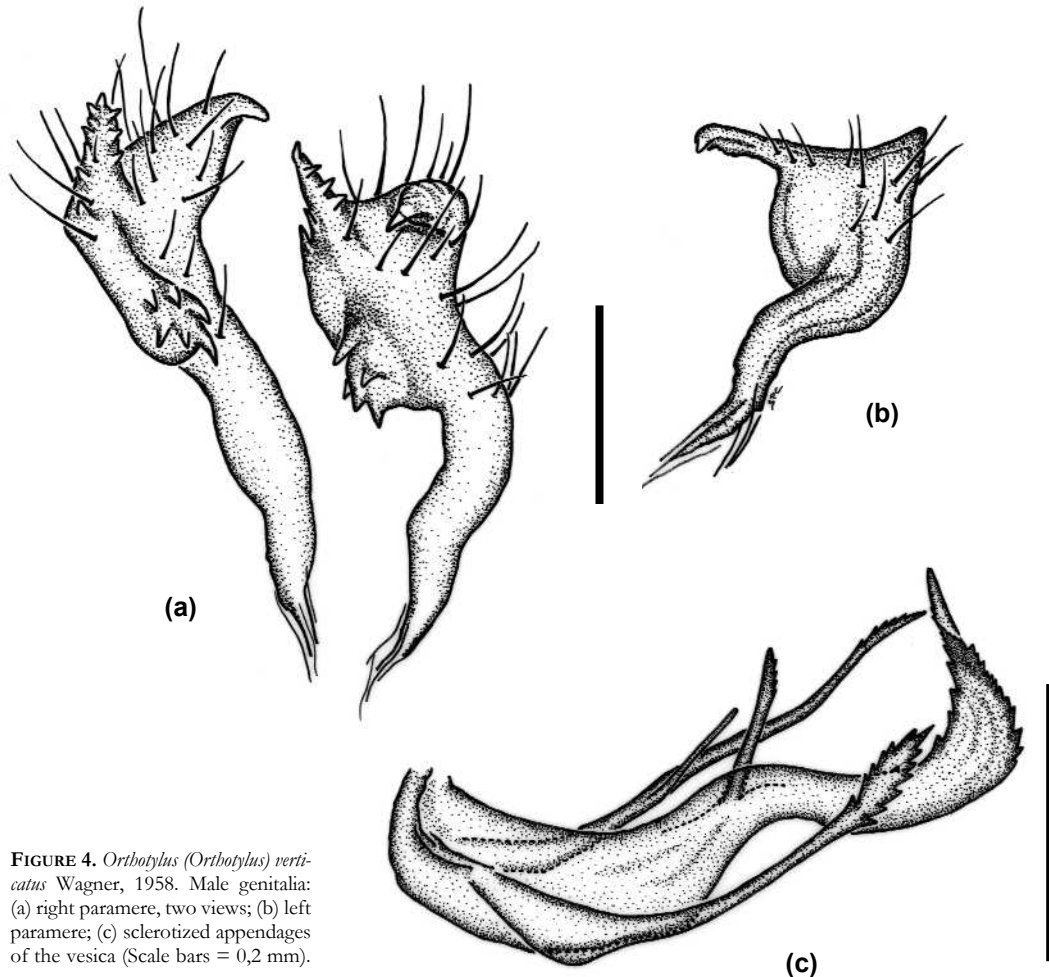 (a)
(b)
FIGURE 4. Orthotylus (Orthotylus) verti-
catus Wagner, 1958. Male genitalia:
(a) right paramere, two views; (b) left
paramere; (c) sclerotized appendages
of the vesica (Scale bars = 0,2 mm).
(c)